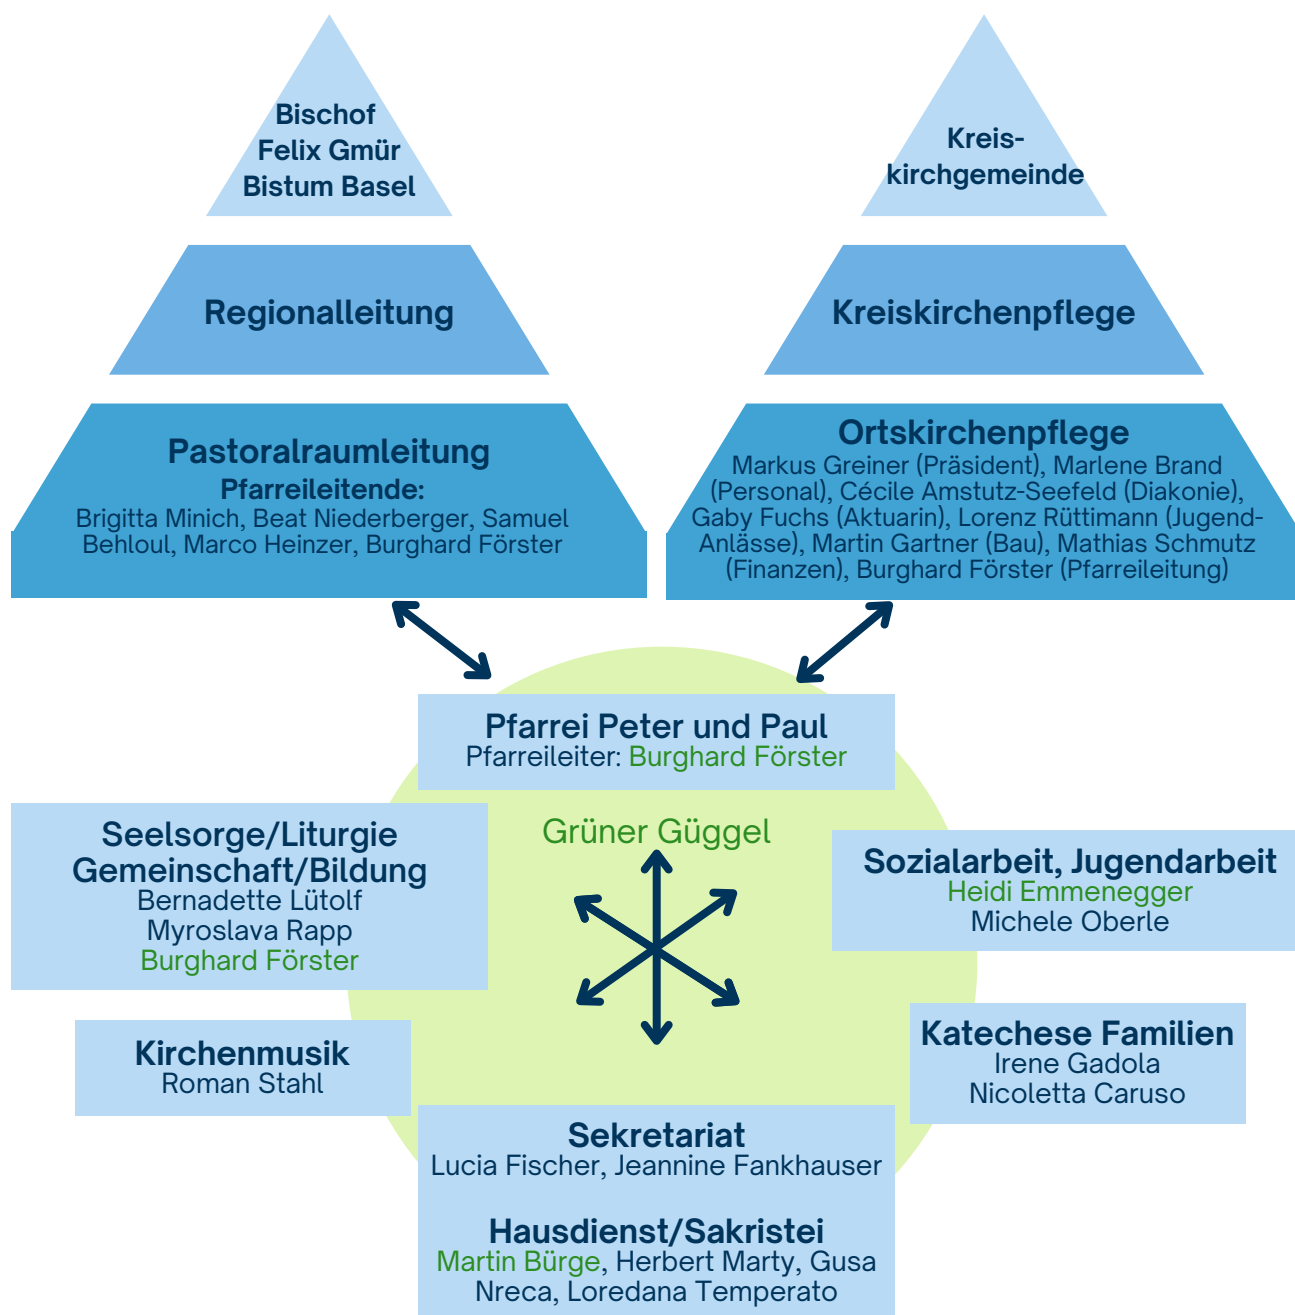 Bischof
Felix Gmür
Bistum Basel
Regionalleitung
Pastoralraumleitung
Pfarreileitende:
Brigitta Minich, Beat Niederberger, Samuel
Behloul, Marco Heinzer, Burghard Förster
Kreis-
kirchgemeinde
Kreiskirchenpflege
Ortskirchenpflege
Markus Greiner (Präsident), Marlene Brand
(Personal), Cécile Amstutz-Seefeld (Diakonie),
Gaby Fuchs (Aktuarin), Lorenz Rüttimann (Jugend-
Anlässe), Martin Gartner (Bau), Mathias Schmutz
(Finanzen), Burghard Förster (Pfarreileitung)
Pfarrei Peter und Paul
Pfarreileiter: Burghard Förster
Grüner Güggel
Seelsorge/Liturgie
Gemeinschaft/Bildung
Bernadette Lütolf
Myroslava Rapp
Burghard Förster
Sozialarbeit, Jugendarbeit
Heidi Emmenegger
Michele Oberle
Kirchenmusik
Roman Stahl
Katechese Familien
Irene Gadola
Nicoletta Caruso
Sekretariat
Lucia Fischer, Jeannine Fankhauser
Hausdienst/Sakristei
Martin Bürge, Herbert Marty, Gusa
Nreca, Loredana Temperato